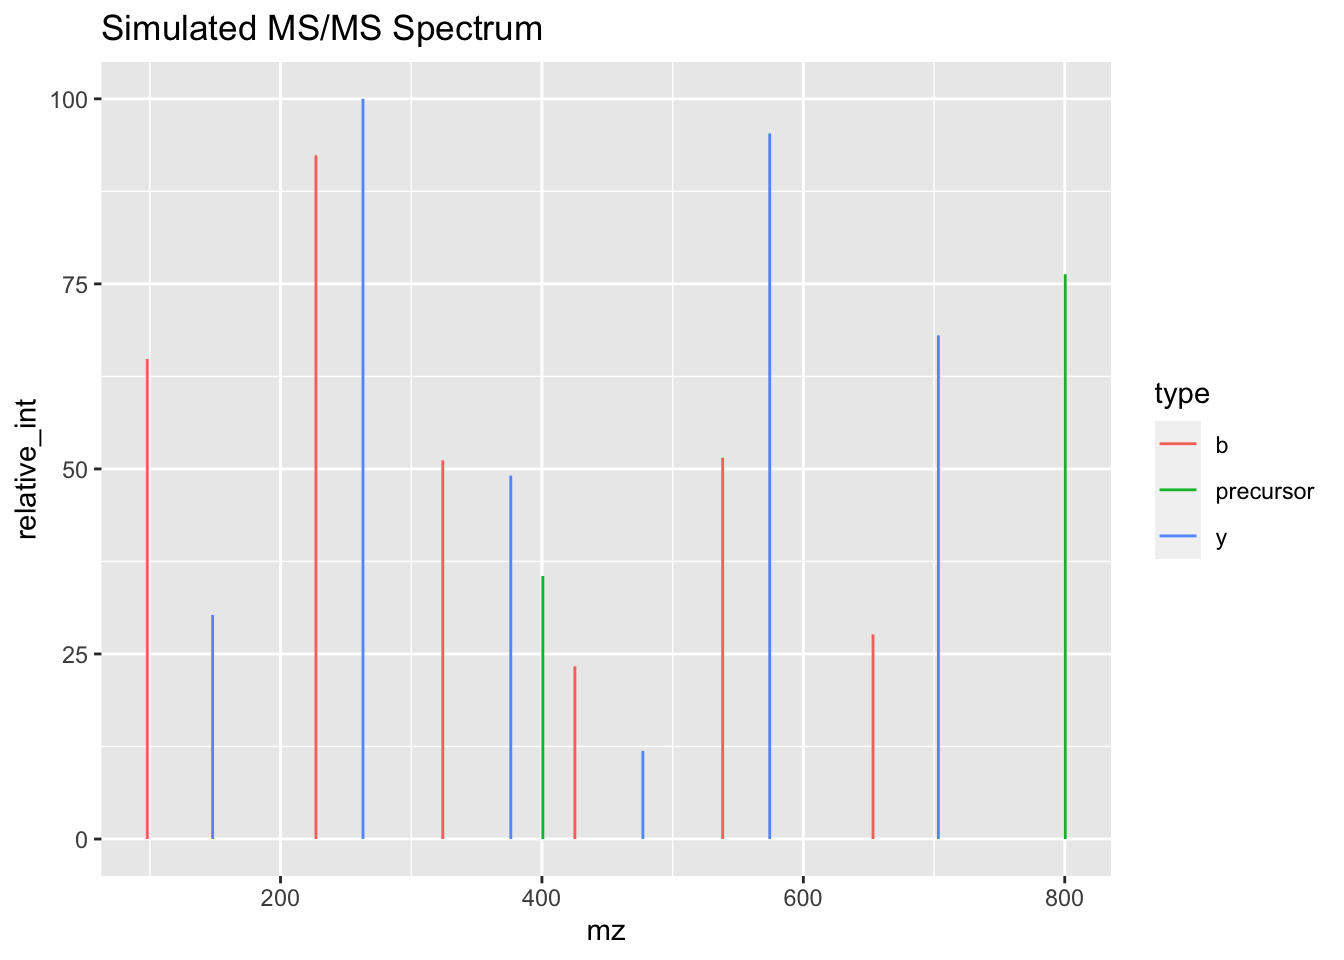 Simulated MS/MS Spectrum
100
75
50
25
0
relative_int
200
400
600
800
mz
type
b
precursor
y